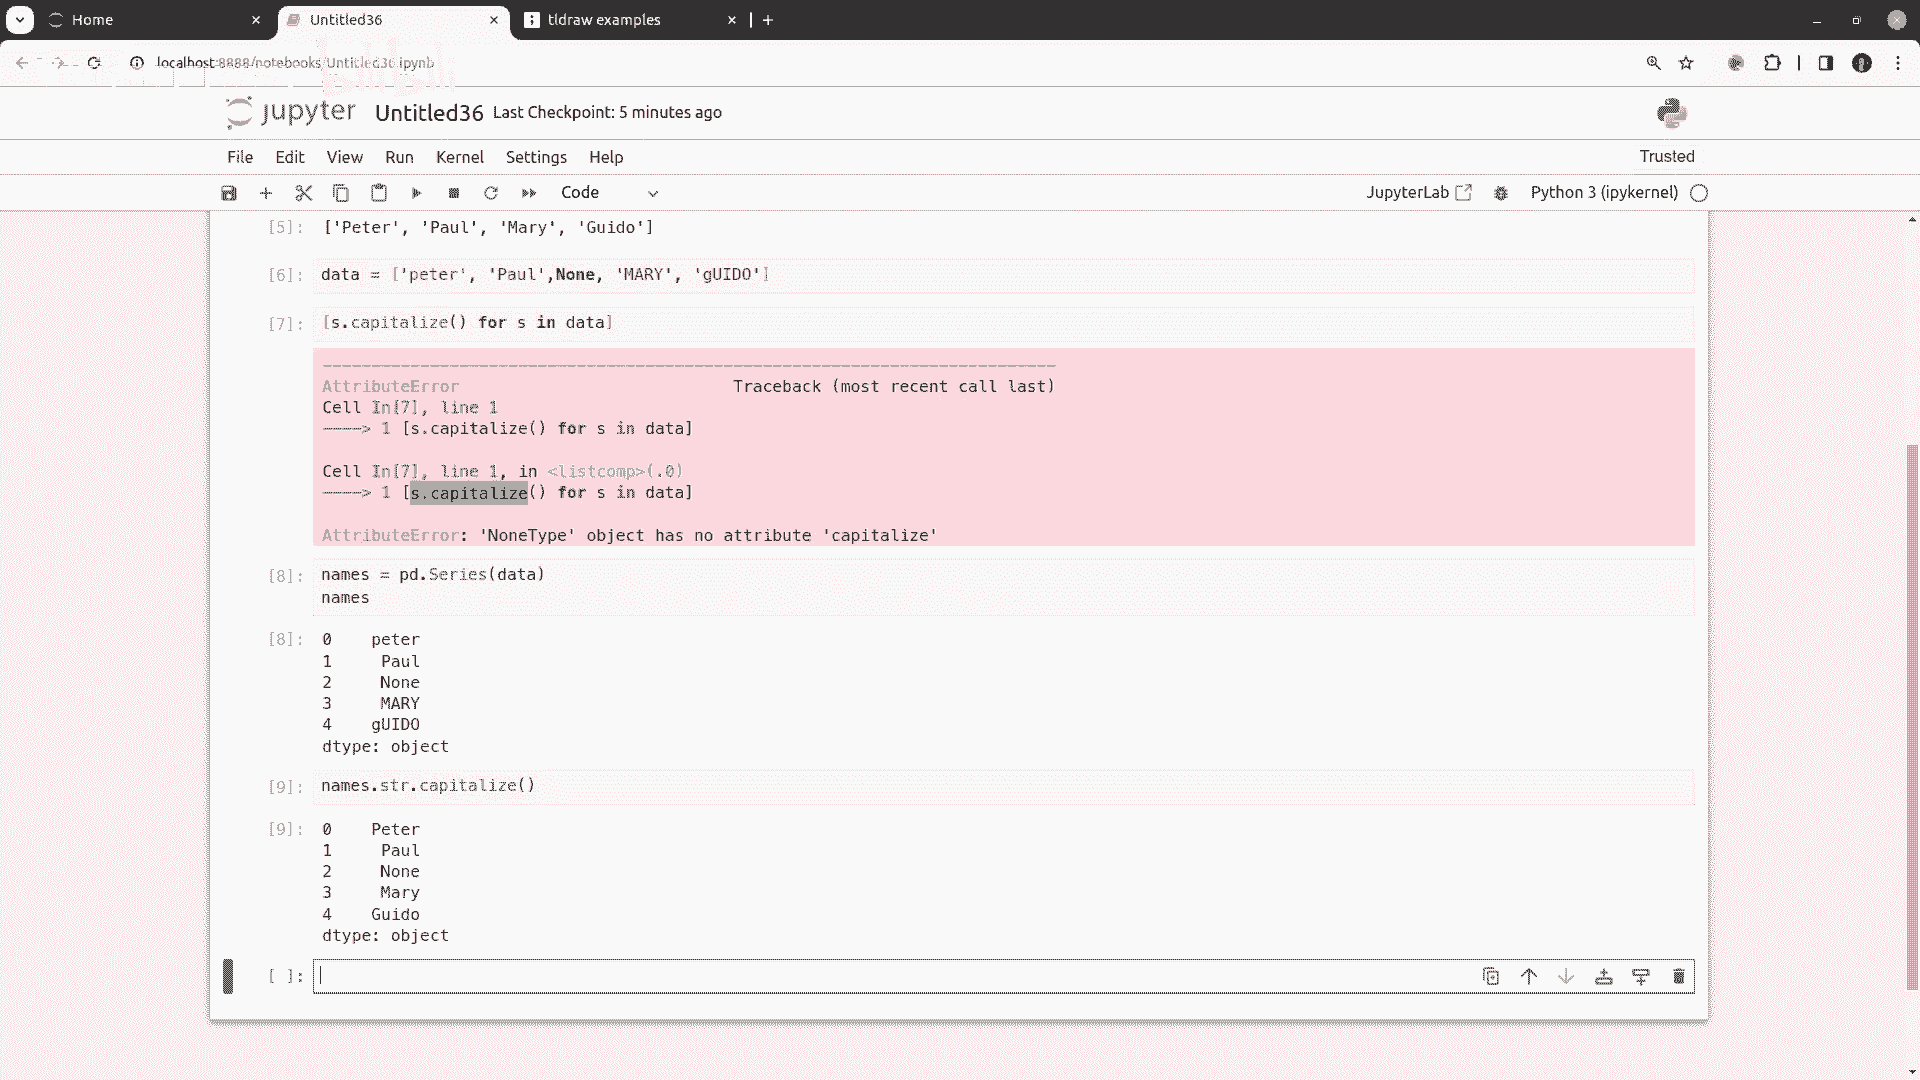 Home
Untitled36
tldraw examples
localhost:8888/notebooks/Untitled36.ipynb
jupyter Untitled36 Last Checkpoint: 5 minutes ago
File Edit View Run Kernel Settings Help
Trusted
Code
JupyterLab
Python 3 (ipykernel)
[5]: ['Peter', 'Paul', 'Mary', 'Guido']
[6]: data = ['peter', 'Paul',None, 'MARY', 'gUIDO']
[7]: [s.capitalize() for s in data]
---------------------------------------------------------------------------
AttributeError Traceback (most recent call last)
Cell In[7], line 1
----> 1 [s.capitalize() for s in data]
Cell In[7], line 1, in <listcomp>(.0)
----> 1 [s.capitalize() for s in data]
AttributeError: 'NoneType' object has no attribute 'capitalize'
[8]: names = pd.Series(data)
names
[8]: 0 peter
1 Paul
2 None
3 MARY
4 gUIDO
dtype: object
[9]: names.str.capitalize()
[9]: 0 Peter
1 Paul
2 None
3 Mary
4 Guido
dtype: object
[ ]: